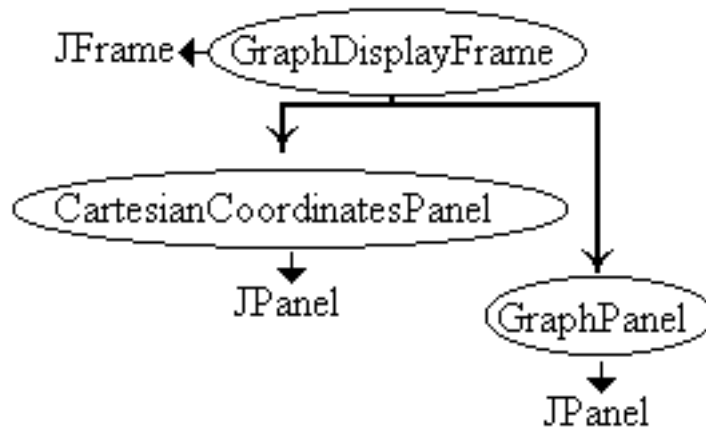 JFrame
GraphDisplayFrame
CartesianCoordinatesPanel
JPanel
GraphPanel
JPanel